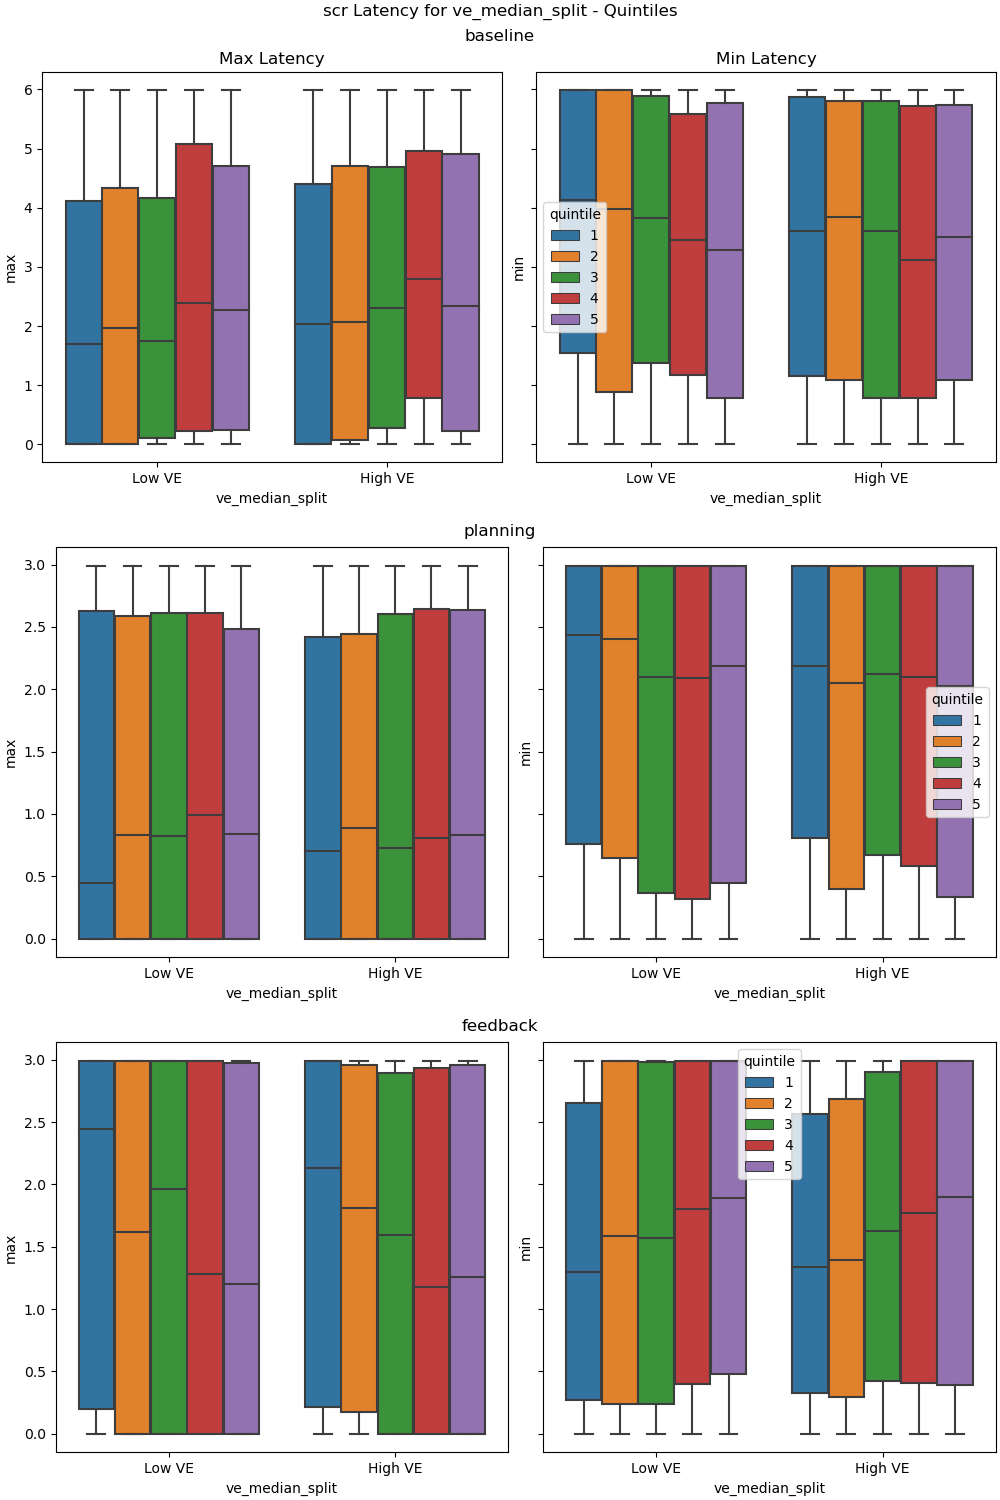 scr Latency for ve_median_split - Quintiles
baseline
Max Latency
Min Latency
max
6
5
4
3
2
1
0
Low VE
High VE
ve_median_split
min
quintile
1
2
3
4
5
Low VE
High VE
ve_median_split
planning
max
3.0
2.5
2.0
1.5
1.0
0.5
0.0
Low VE
High VE
ve_median_split
min
quintile
1
2
3
4
5
Low VE
High VE
ve_median_split
feedback
max
3.0
2.5
2.0
1.5
1.0
0.5
0.0
Low VE
High VE
ve_median_split
min
quintile
1
2
3
4
5
Low VE
High VE
ve_median_split